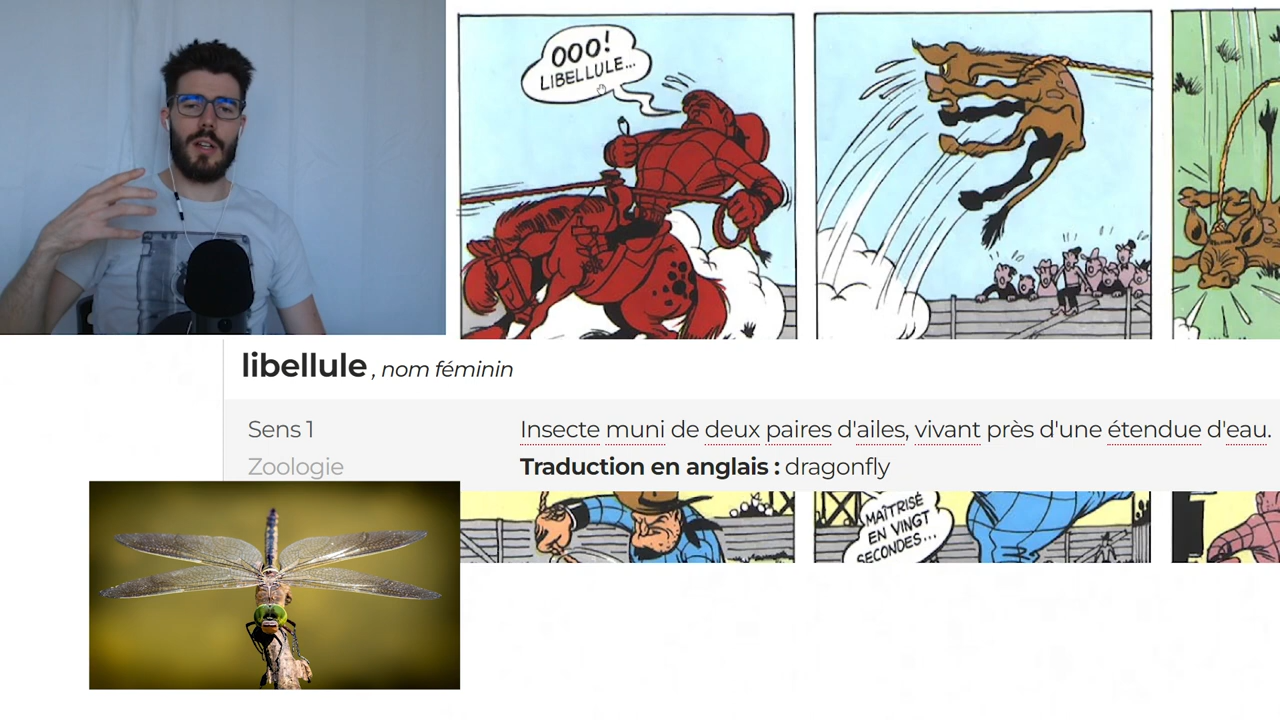 OOO!
LIBELLULE...
libellule, nom féminin
Sens 1
Insecte muni de deux paires d'ailes, vivant près d'une étendue d'eau.
Zoologie
Traduction en anglais : dragonfly
MAÎTRISÉ
EN VINGT
SECONDES...